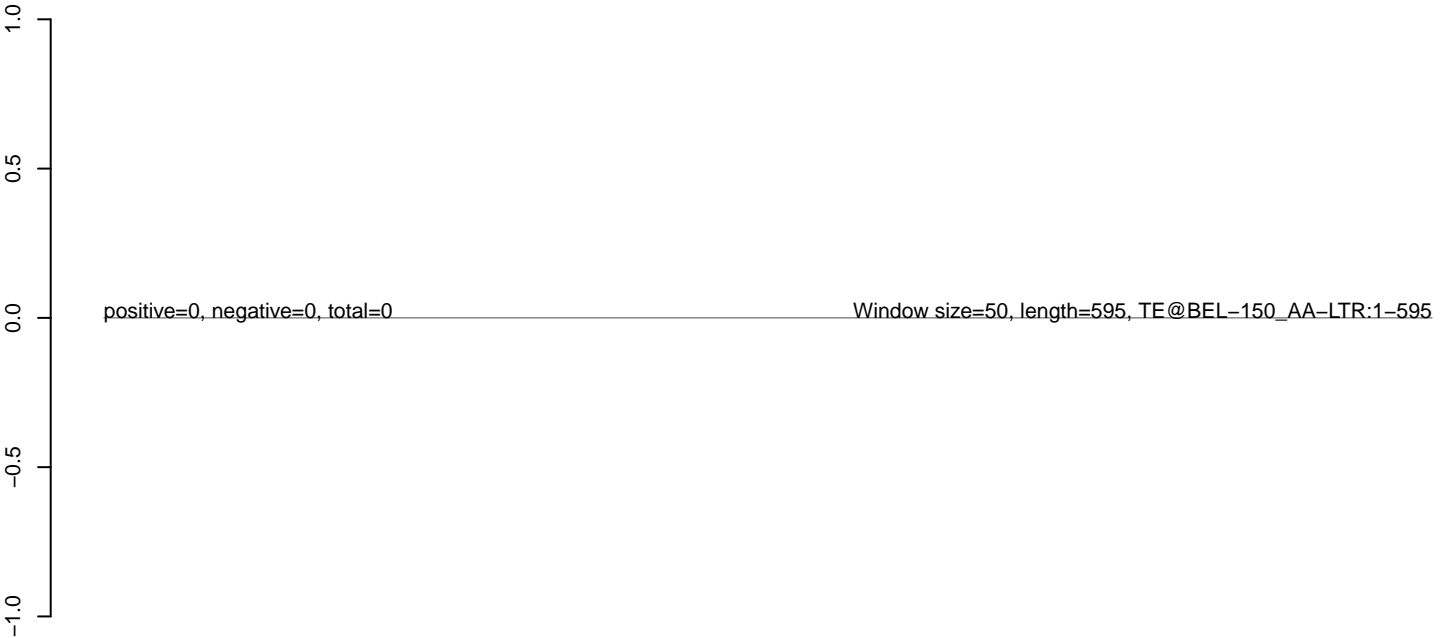 1.0
0.5
0.0
−0.5
−1.0
positive=0, negative=0, total=0
Window size=50, length=595, TE@BEL−150_AA−LTR:1−595